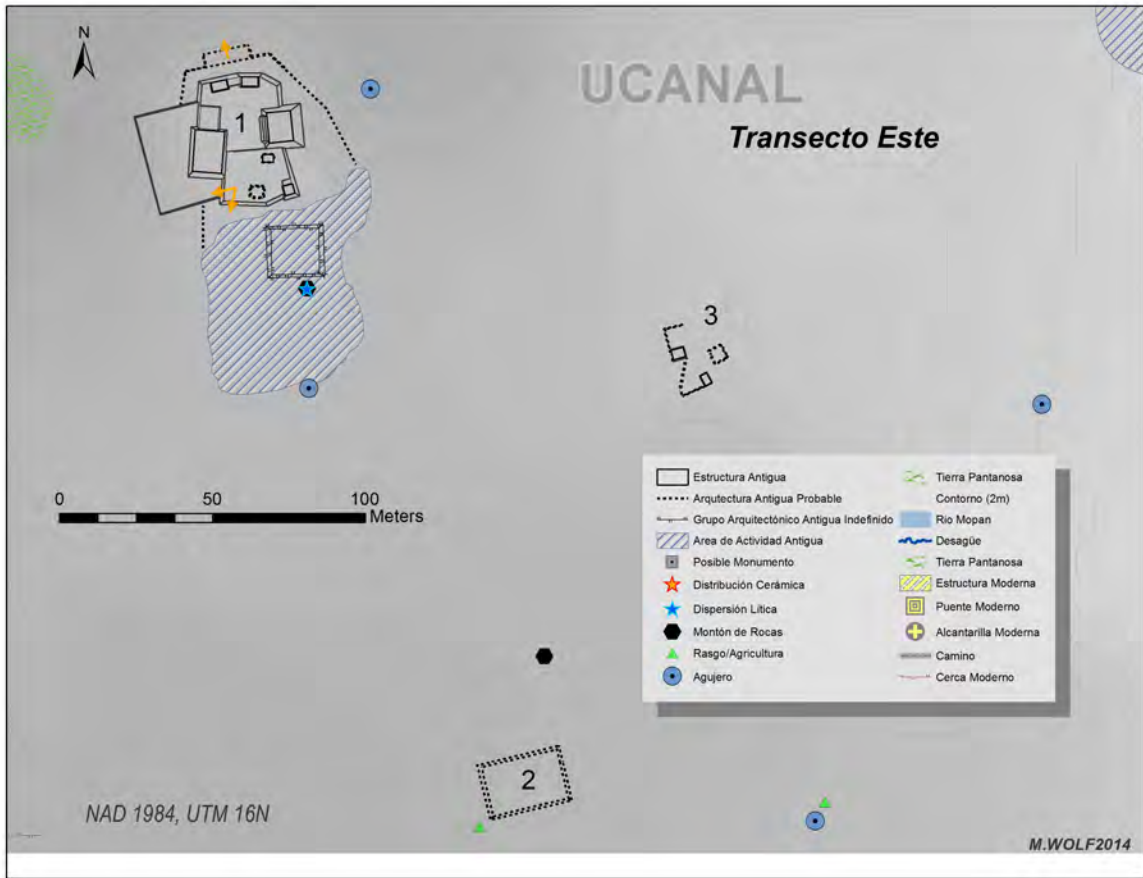 N
UCANAL
Transecto Este
1
3
0 50 100
Meters
Estructura Antigua
Arqutectura Antigua Probable
Grupo Arquitectónico Antigua Indefinido
Area de Actividad Antigua
Posible Monumento
Distribución Cerámica
Dispersión Lítica
Montón de Rocas
Rasgo/Agricultura
Agujero
Tierra Pantanosa
Contorno (2m)
Rio Mopan
Desagüe
Tierra Pantanosa
Estructura Moderna
Puente Moderno
Alcantarilla Moderna
Camino
Cerca Moderno
2
NAD 1984, UTM 16N
M.WOLF2014